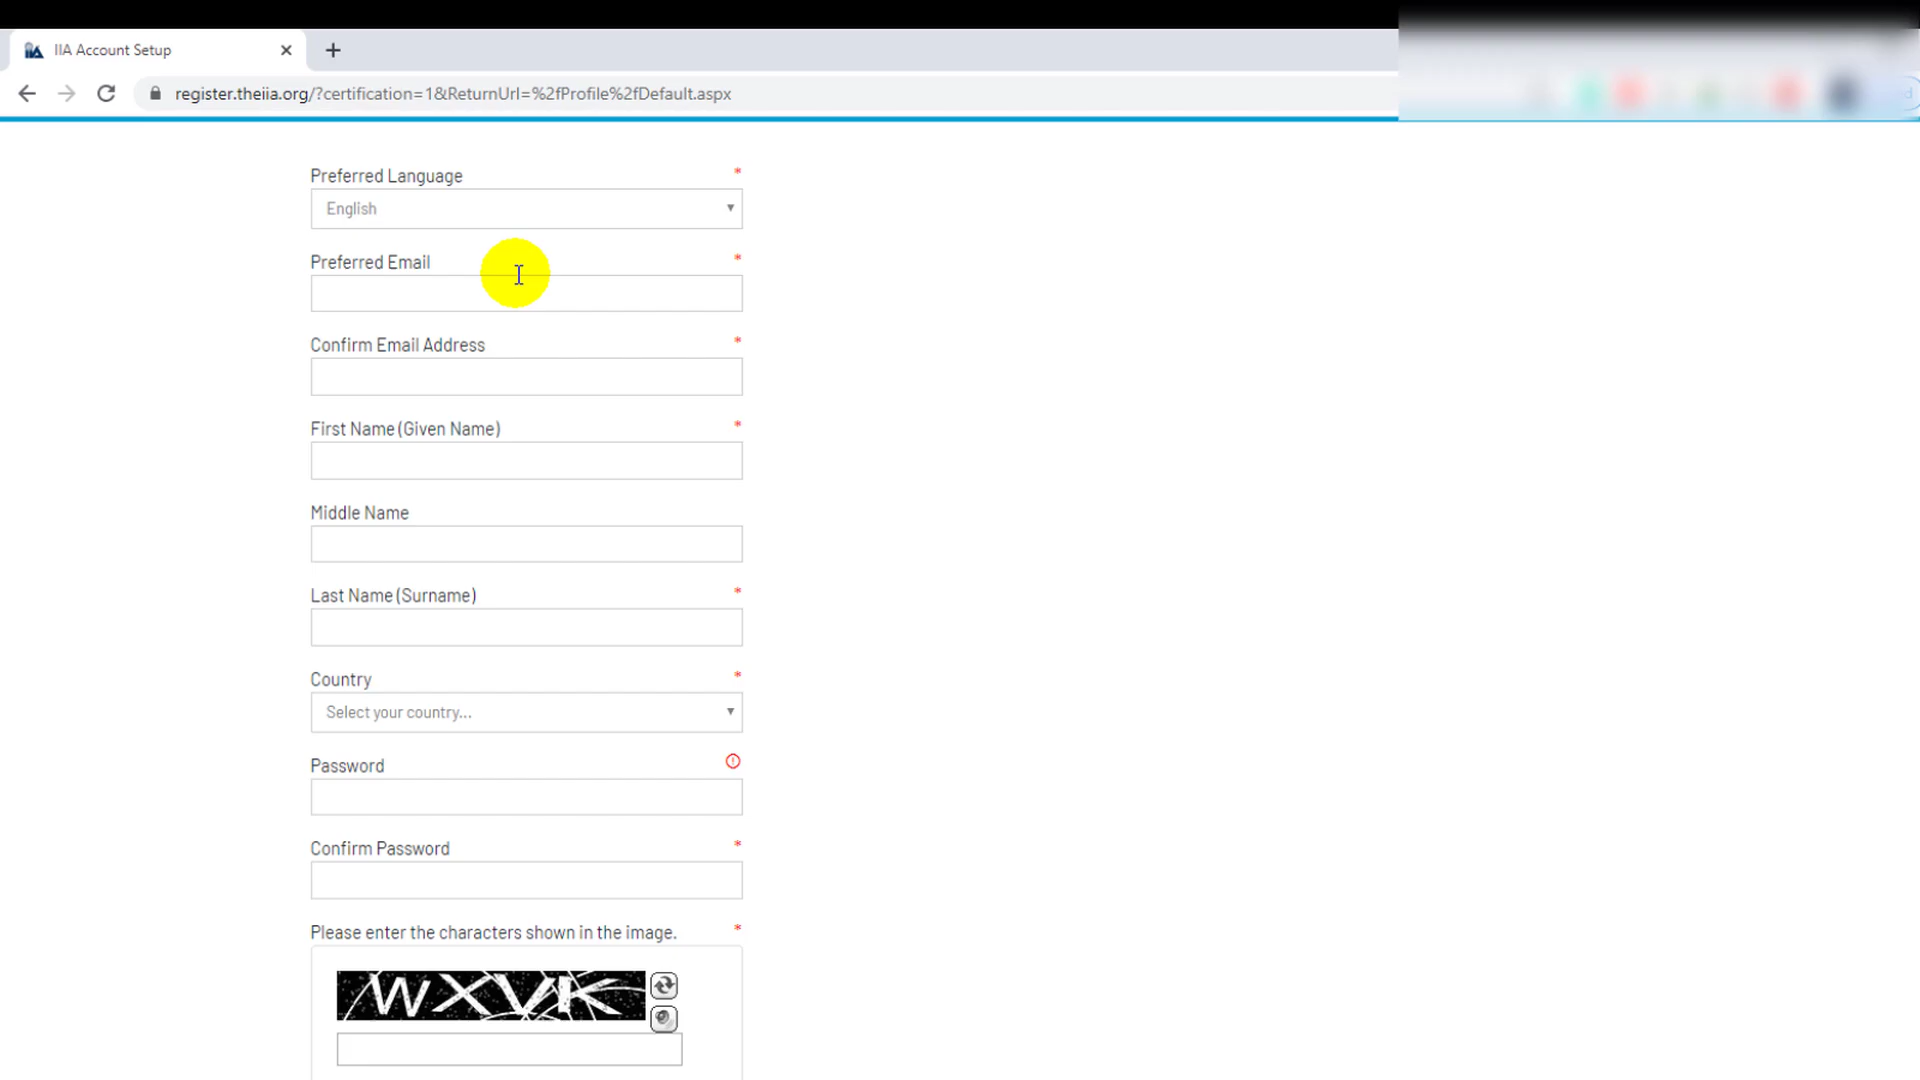 IIA Account Setup
register.theiia.org/?certification=1&ReturnUrl=%2fProfile%2fDefault.aspx
Preferred Language *
English
Preferred Email *
Confirm Email Address *
First Name (Given Name) *
Middle Name
Last Name (Surname) *
Country *
Select your country...
Password
Confirm Password *
Please enter the characters shown in the image. *
WXVK